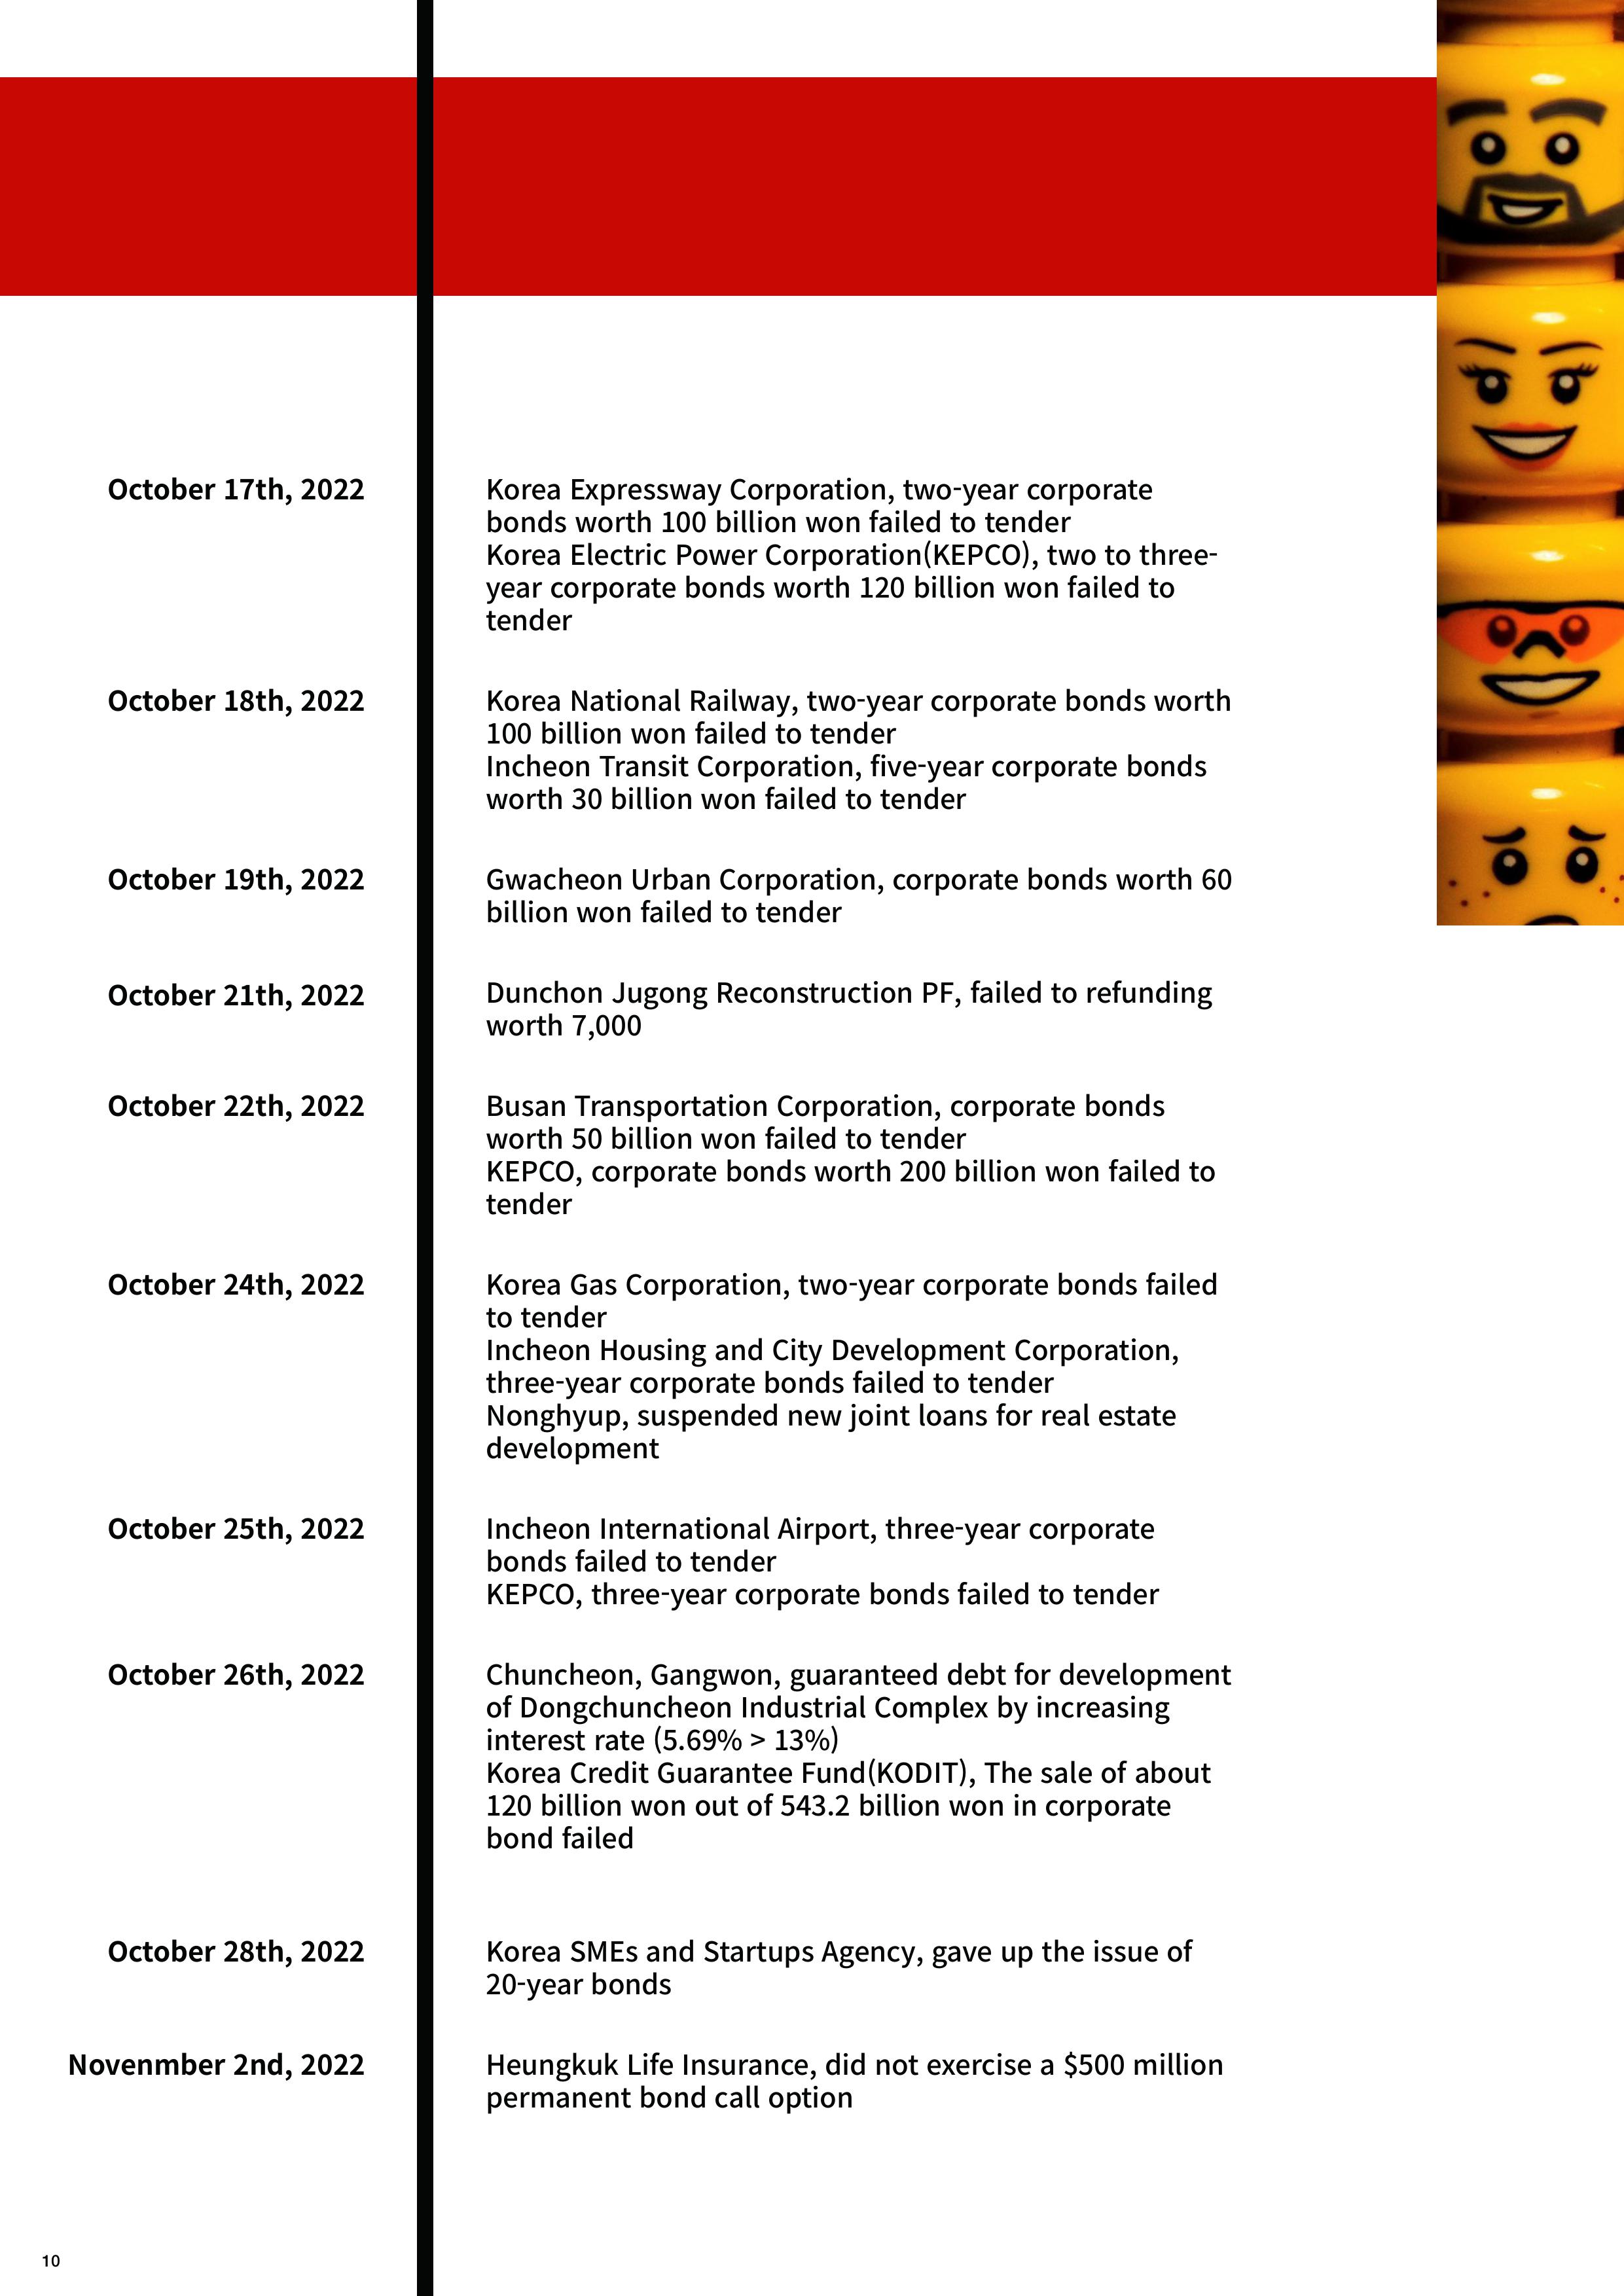 October 17th, 2022
Korea Expressway Corporation, two-year corporate
bonds worth 100 billion won failed to tender
Korea Electric Power Corporation(KEPCO), two to three-
year corporate bonds worth 120 billion won failed to
tender
October 18th, 2022
Korea National Railway, two-year corporate bonds worth
100 billion won failed to tender
Incheon Transit Corporation, five-year corporate bonds
worth 30 billion won failed to tender
October 19th, 2022
Gwacheon Urban Corporation, corporate bonds worth 60
billion won failed to tender
October 21th, 2022
Dunchon Jugong Reconstruction PF, failed to refunding
worth 7,000
October 22th, 2022
Busan Transportation Corporation, corporate bonds
worth 50 billion won failed to tender
KEPCO, corporate bonds worth 200 billion won failed to
tender
October 24th, 2022
Korea Gas Corporation, two-year corporate bonds failed
to tender
Incheon Housing and City Development Corporation,
three-year corporate bonds failed to tender
Nonghyup, suspended new joint loans for real estate
development
October 25th, 2022
Incheon International Airport, three-year corporate
bonds failed to tender
KEPCO, three-year corporate bonds failed to tender
October 26th, 2022
Chuncheon, Gangwon, guaranteed debt for development
of Dongchuncheon Industrial Complex by increasing
interest rate (5.69% > 13%)
Korea Credit Guarantee Fund(KODIT), The sale of about
120 billion won out of 543.2 billion won in corporate
bond failed
October 28th, 2022
Korea SMEs and Startups Agency, gave up the issue of
20-year bonds
Novenmber 2nd, 2022
Heungkuk Life Insurance, did not exercise a $500 million
permanent bond call option
10